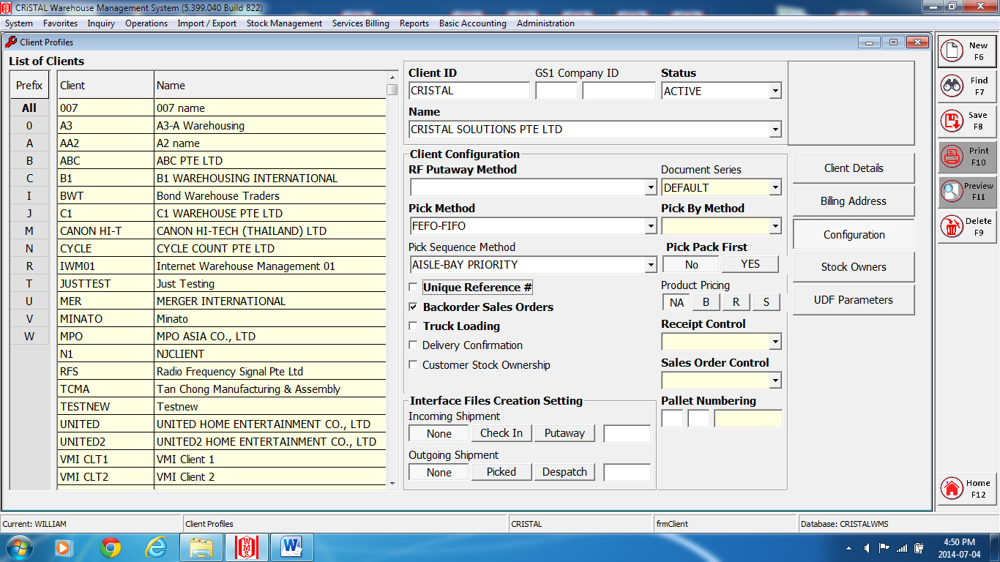 CRiSTAL Warehouse Management System (5.399.040 Build 822)
System Favorites Inquiry Operations Import / Export Stock Management Services Billing Reports Basic Accounting Administration
Client Profiles
List of Clients
Prefix Client Name
All 007 007 name
0 A3 A3-A Warehousing
A AA2 A2 name
B ABC ABC PTE LTD
C B1 B1 WAREHOUSING INTERNATIONAL
I BWT Bond Warehouse Traders
J C1 C1 WAREHOUSE PTE LTD
M CANON HI-T CANON HI-TECH (THAILAND) LTD
N CYCLE CYCLE COUNT PTE LTD
R IWM01 Internet Warehouse Management 01
T JUSTTEST Just Testing
U MER MERGER INTERNATIONAL
V MINATO Minato
W MPO MPO ASIA CO., LTD
N1 NJCLIENT
RFS Radio Frequency Signal Pte Ltd
TCMA Tan Chong Manufacturing & Assembly
TESTNEW Testnew
UNITED UNITED HOME ENTERTAINMENT CO., LTD
UNITED2 UNITED2 HOME ENTERTAINMENT CO., LTD
VMI CLT1 VMI Client 1
VMI CLT2 VMI Client 2
Client ID GS1 Company ID Status
CRISTAL ACTIVE
Name
CRISTAL SOLUTIONS PTE LTD
Client Configuration
RF Putaway Method Document Series
DEFAULT
Pick Method Pick By Method
FEFO-FIFO
Pick Sequence Method Pick Pack First
AISLE-BAY PRIORITY No YES
Unique Reference # Product Pricing
NA B R S
Backorder Sales Orders
Truck Loading Receipt Control
Delivery Confirmation
Customer Stock Ownership Sales Order Control
Interface Files Creation Setting Pallet Numbering
Incoming Shipment
None Check In Putaway
Outgoing Shipment
None Picked Despatch
Client Details
Billing Address
Configuration
Stock Owners
UDF Parameters
New
F6
Find
F7
Save
F8
Print
F10
Preview
F11
Delete
F9
Home
F12
Current: WILLIAM Client Profiles CRISTAL frmClient Database: CRISTALWMS
WMS
W
4:50 PM
2014-07-04